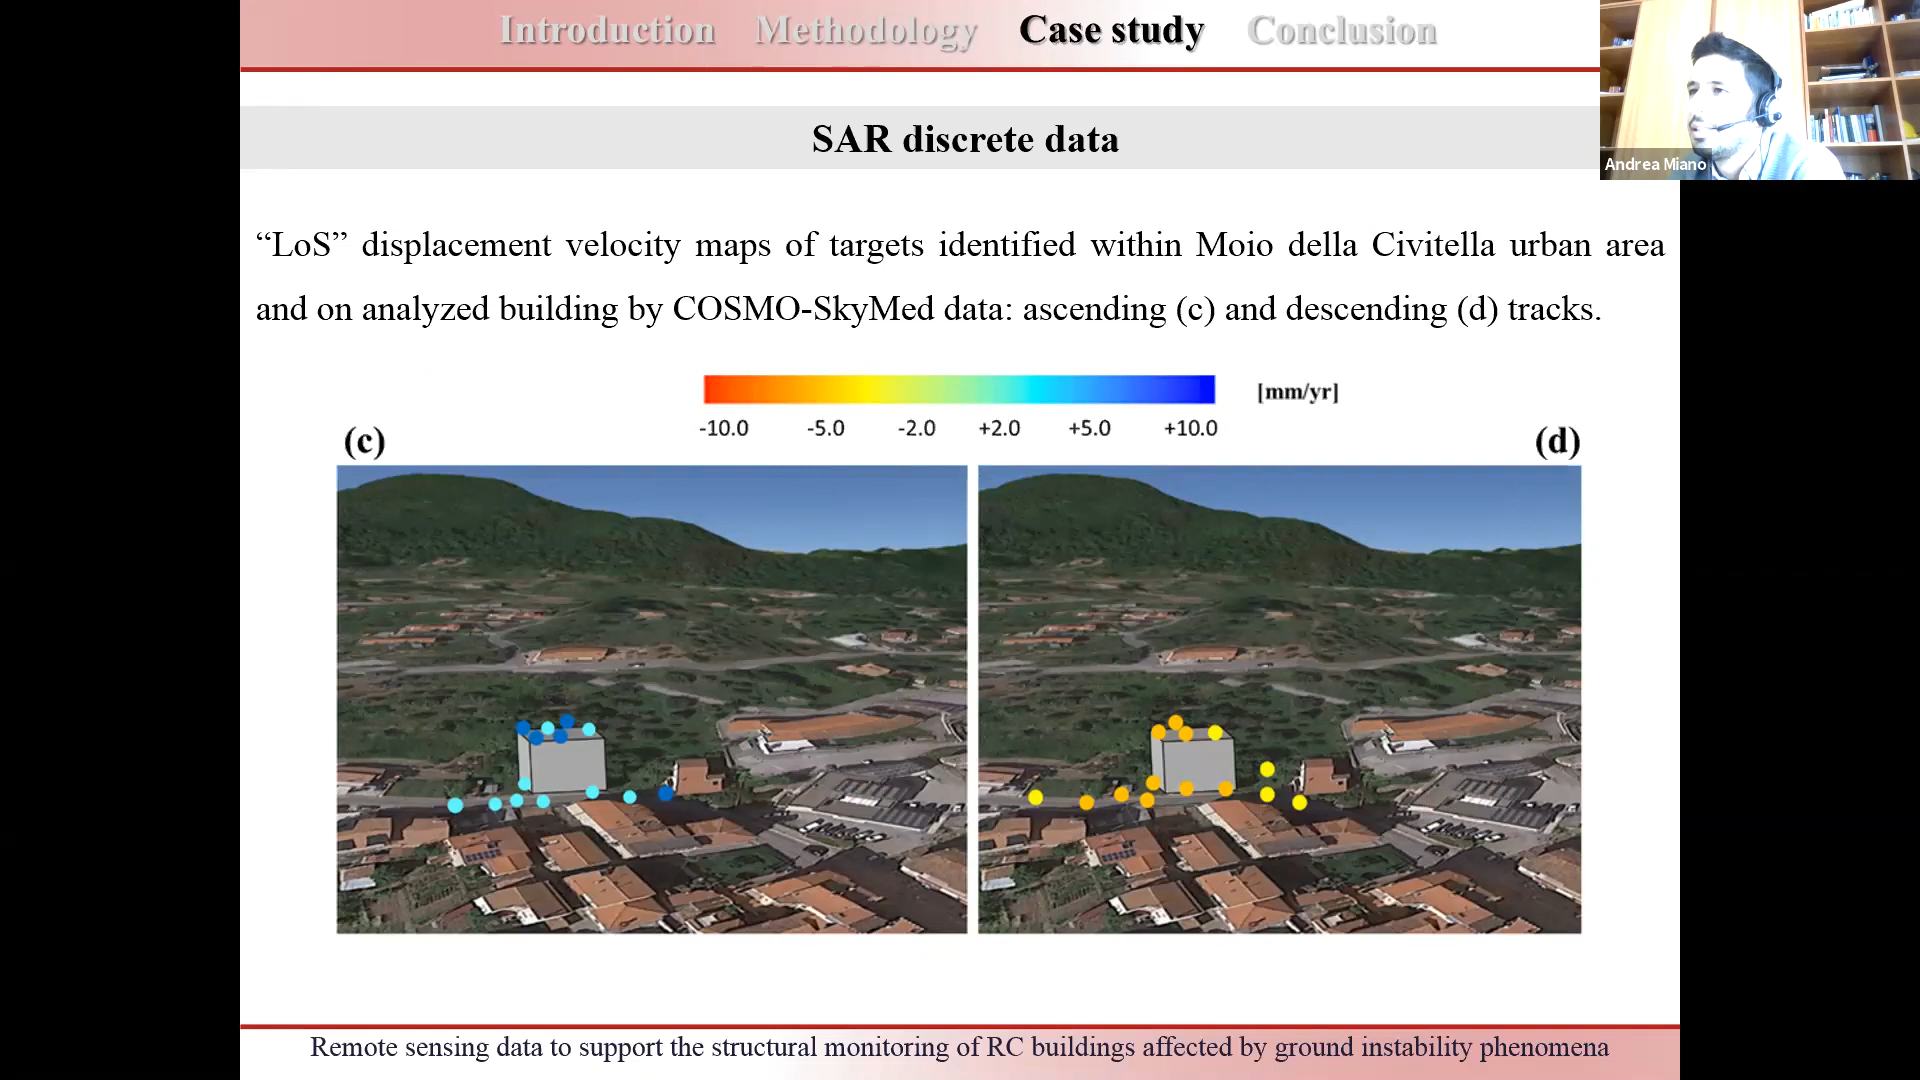 Introduction Methodology Case study Conclusion
Andrea Miano
SAR discrete data
“LoS” displacement velocity maps of targets identified within Moio della Civitella urban area
and on analyzed building by COSMO-SkyMed data: ascending (c) and descending (d) tracks.
[mm/yr]
-10.0 -5.0 -2.0 +2.0 +5.0 +10.0
(c) (d)
Remote sensing data to support the structural monitoring of RC buildings affected by ground instability phenomena